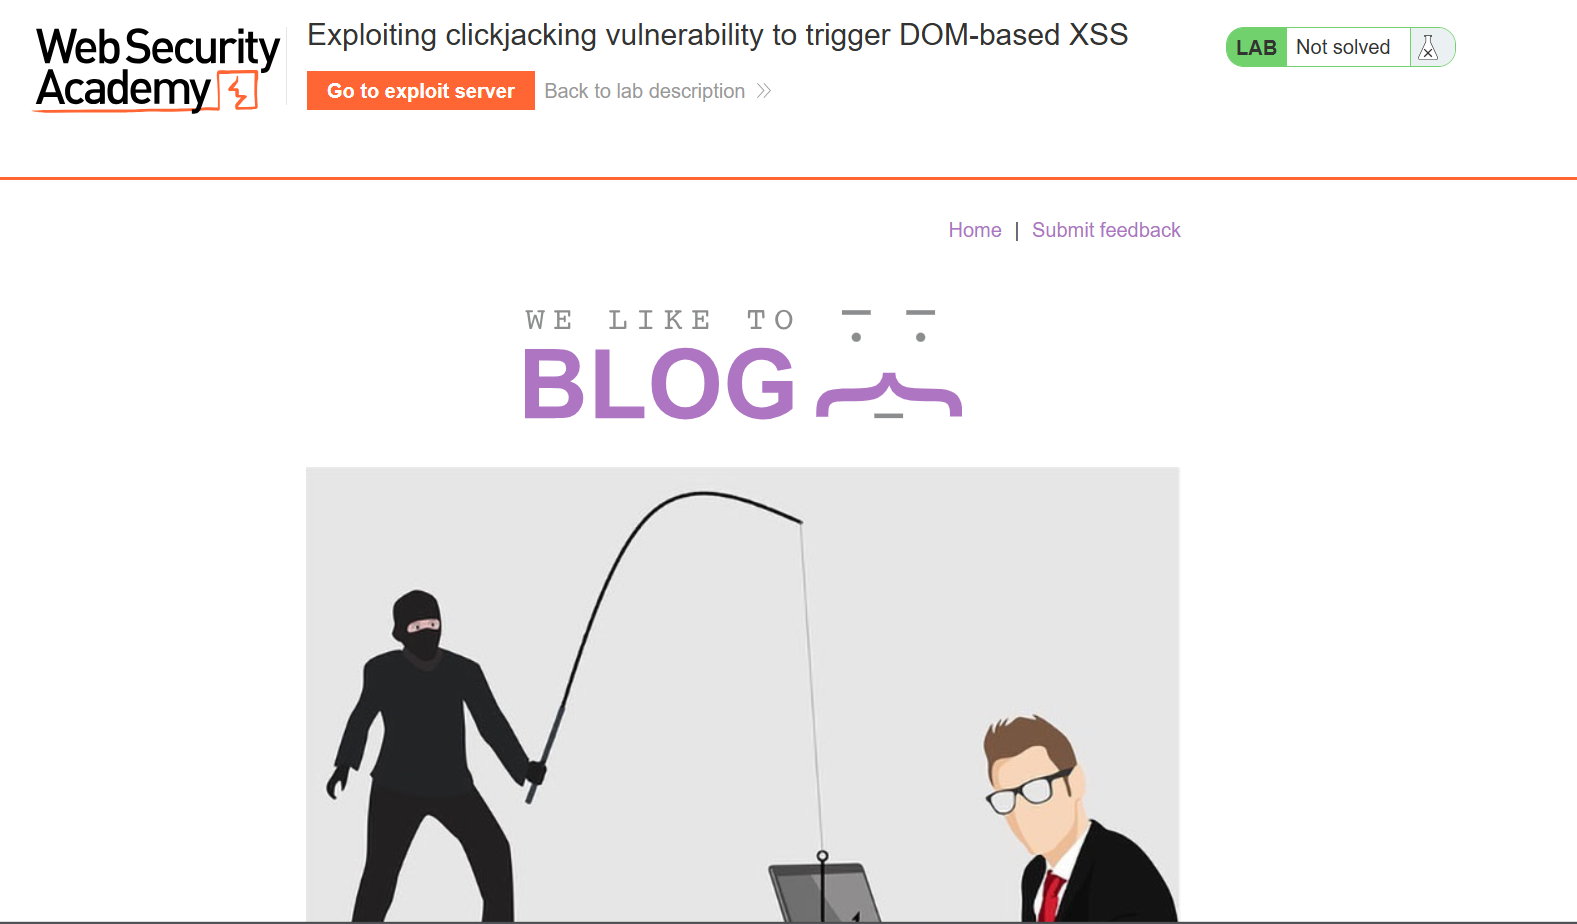 Web Security
Academy
Exploiting clickjacking vulnerability to trigger DOM-based XSS
Go to exploit server
Back to lab description
LAB
Not solved
Home | Submit feedback
WE LIKE TO
BLOG